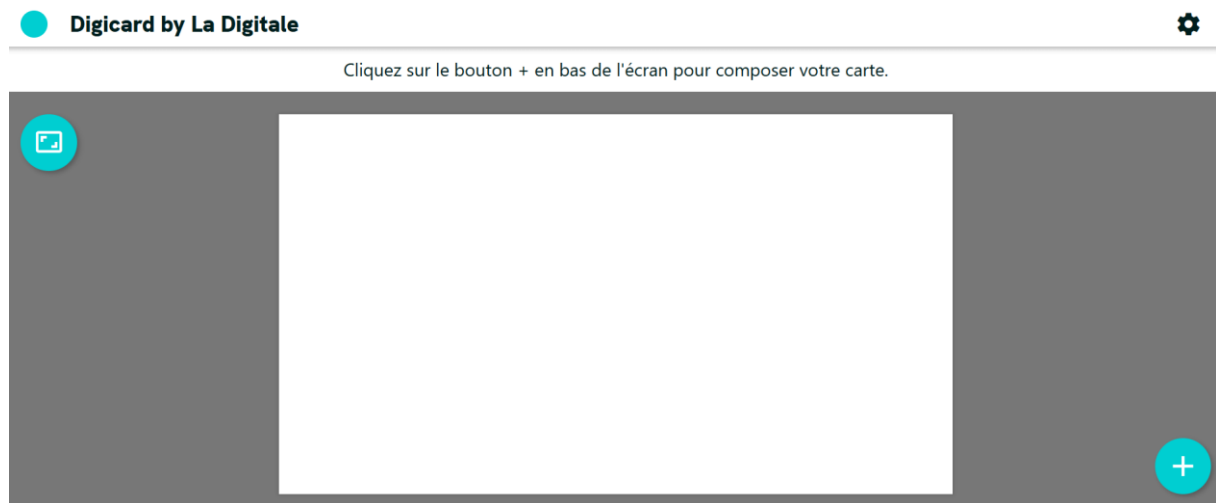 Digicard by La Digitale
Cliquez sur le bouton + en bas de l'écran pour composer votre carte.